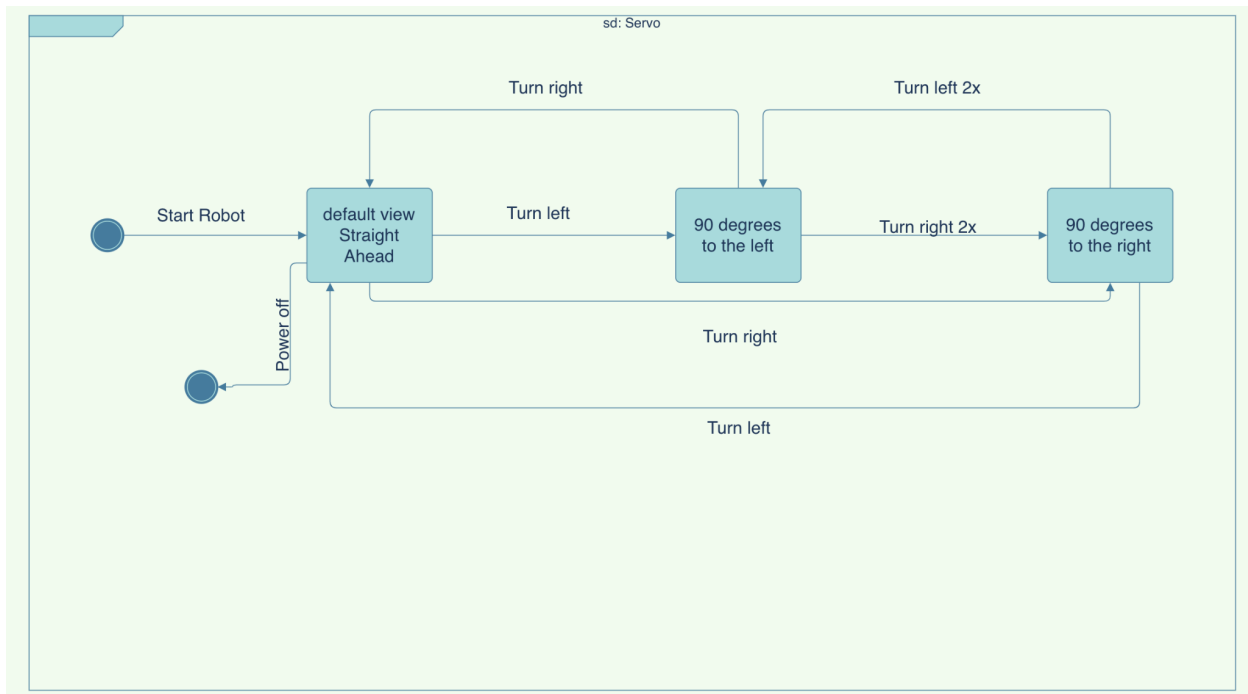 sd: Servo
Turn right
Turn left 2x
Start Robot
default view
Straight
Ahead
Turn left
90 degrees
to the left
Turn right 2x
90 degrees
to the right
Power off
Turn right
Turn left